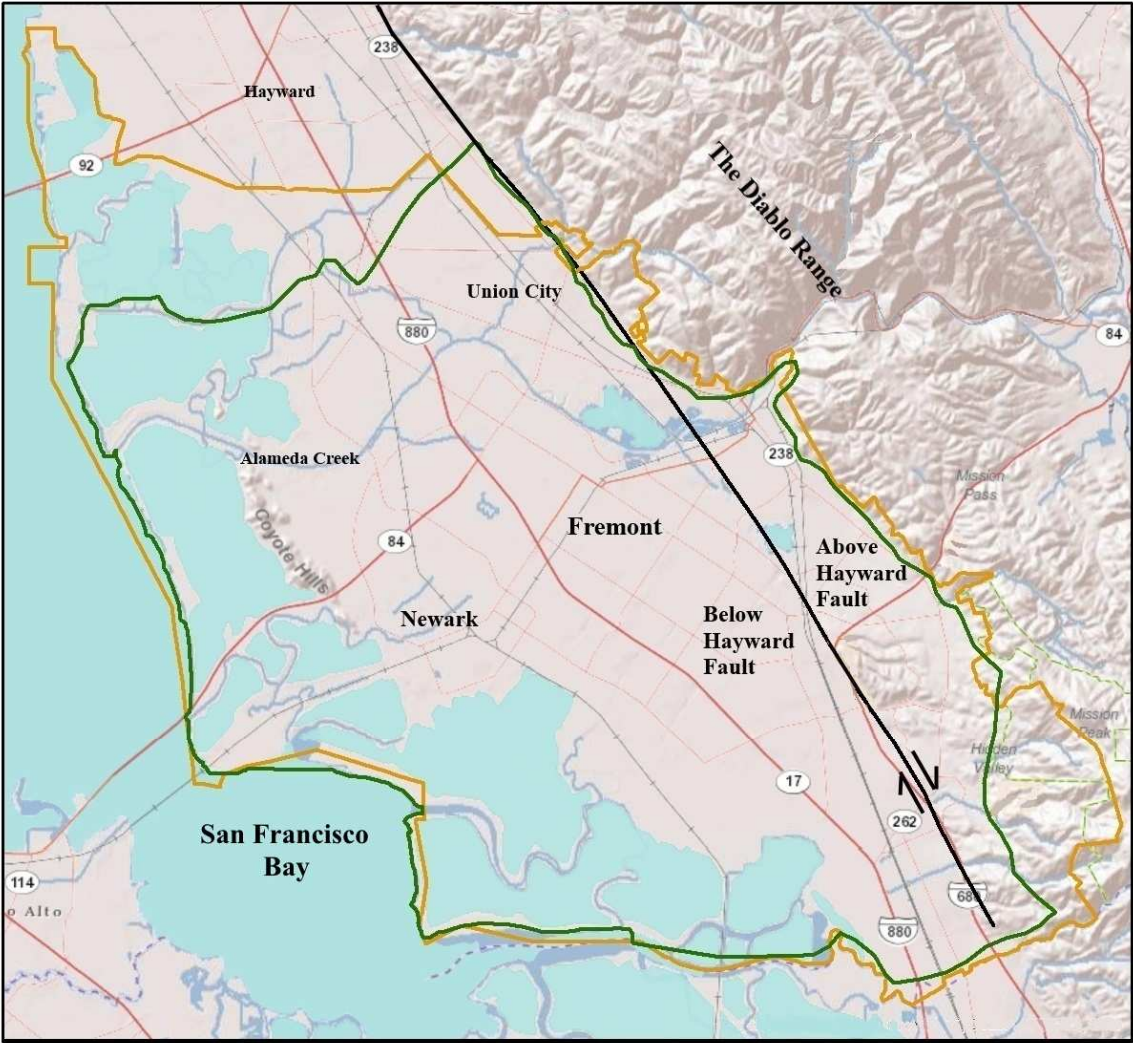 238
Hayward
92
The Diablo Range
Union City
880
84
Alameda Creek
238
Mission
Pass
Coyote Hills
Fremont
84
Above
Hayward
Fault
Newark
Below
Hayward
Fault
Mission
Peak
Hidden
Valley
17
262
San Francisco
Bay
114
o Alto
680
880